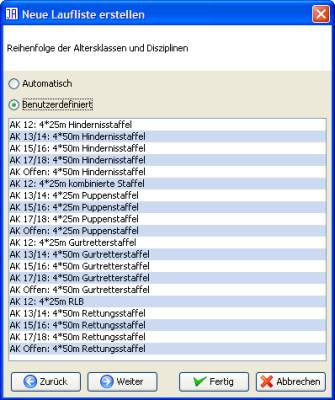 Neue Laufliste erstellen
Reihenfolge der Altersklassen und Disziplinen
Automatisch
Benutzerdefiniert
AK 12: 4*25m Hindernisstaffel
AK 13/14: 4*50m Hindernisstaffel
AK 15/16: 4*50m Hindernisstaffel
AK 17/18: 4*50m Hindernisstaffel
AK Offen: 4*50m Hindernisstaffel
AK 12: 4*25m kombinierte Staffel
AK 13/14: 4*25m Puppenstaffel
AK 15/16: 4*25m Puppenstaffel
AK 17/18: 4*25m Puppenstaffel
AK Offen: 4*25m Puppenstaffel
AK 12: 4*25m Gurtretterstaffel
AK 13/14: 4*50m Gurtretterstaffel
AK 15/16: 4*50m Gurtretterstaffel
AK 17/18: 4*50m Gurtretterstaffel
AK Offen: 4*50m Gurtretterstaffel
AK 12: 4*25m RLB
AK 13/14: 4*50m Rettungsstaffel
AK 15/16: 4*50m Rettungsstaffel
AK 17/18: 4*50m Rettungsstaffel
AK Offen: 4*50m Rettungsstaffel
Zurück Weiter Fertig Abbrechen